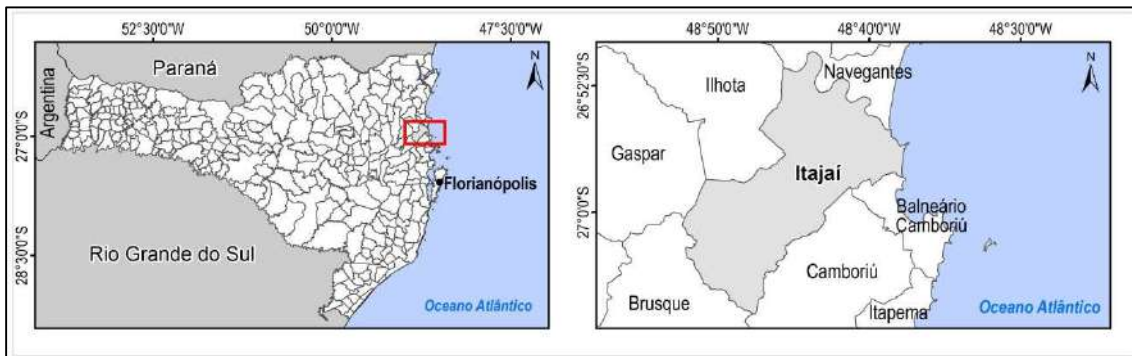 52°30'0"W 50°0'0"W 47°30'0"W
N
Paraná
Argentina
27°0'0"S
Florianópolis
Rio Grande do Sul
28°30'0"S
Oceano Atlântico
48°50'0"W 48°40'0"W 48°30'0"W
N
Navegantes
Ilhota
26°52'30"S
Gaspar
Itajaí
Balneário
Camboriú
27°0'0"S
Camboriú
Brusque
Itapema
Oceano Atlântico